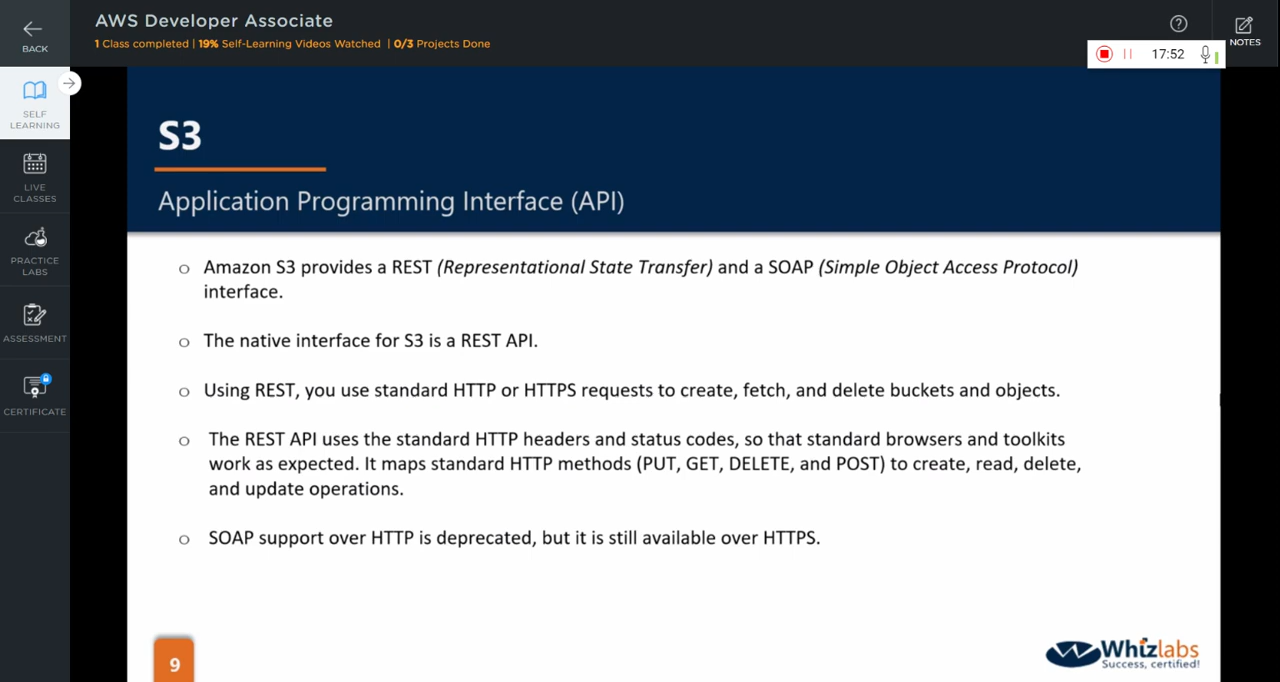 BACK
AWS Developer Associate
1 Class completed | 19% Self-Learning Videos Watched | 0/3 Projects Done
NOTES
17:52
SELF
LEARNING
LIVE
CLASSES
PRACTICE
LABS
ASSESSMENT
CERTIFICATE
S3
Application Programming Interface (API)
o Amazon S3 provides a REST (Representational State Transfer) and a SOAP (Simple Object Access Protocol)
interface.
o The native interface for S3 is a REST API.
o Using REST, you use standard HTTP or HTTPS requests to create, fetch, and delete buckets and objects.
o The REST API uses the standard HTTP headers and status codes, so that standard browsers and toolkits
work as expected. It maps standard HTTP methods (PUT, GET, DELETE, and POST) to create, read, delete,
and update operations.
o SOAP support over HTTP is deprecated, but it is still available over HTTPS.
9
Whizlabs
Success, certified!